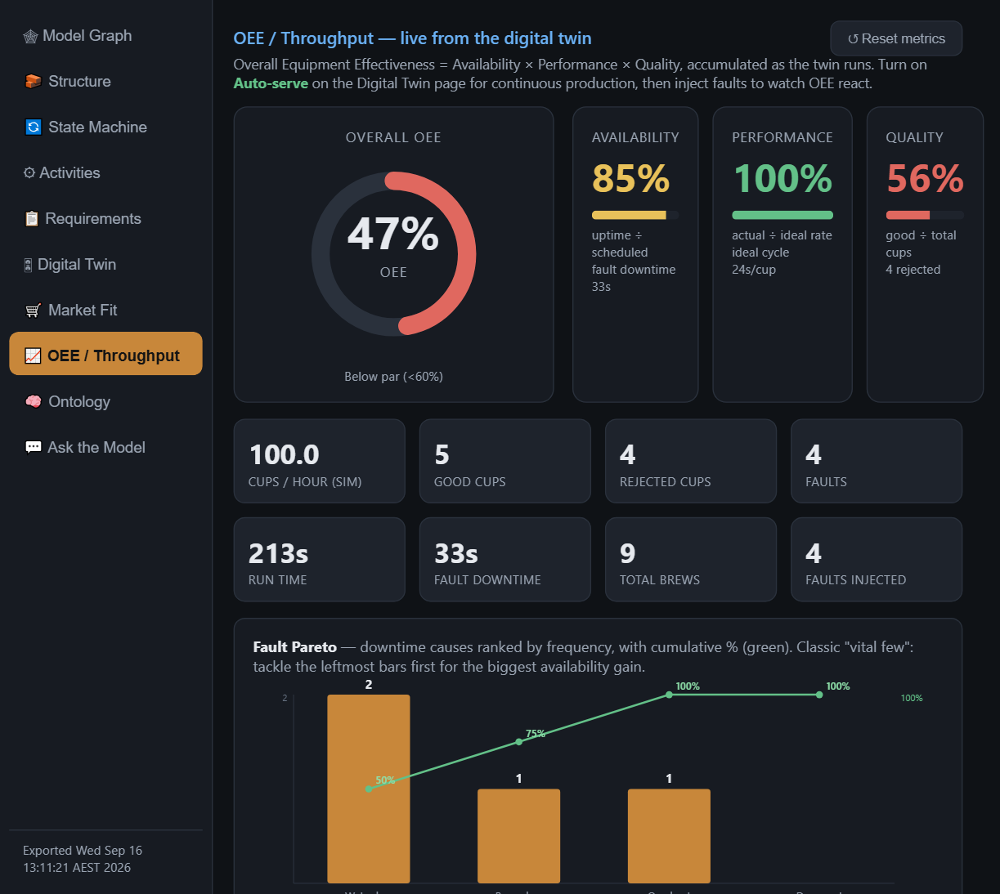 Model Graph
Structure
State Machine
Activities
Requirements
Digital Twin
Market Fit
OEE / Throughput
Ontology
Ask the Model
Exported Wed Sep 16
13:11:21 AEST 2026
OEE / Throughput — live from the digital twin
↺ Reset metrics
Overall Equipment Effectiveness = Availability × Performance × Quality, accumulated as the twin runs. Turn on
Auto-serve on the Digital Twin page for continuous production, then inject faults to watch OEE react.
OVERALL OEE
47%
OEE
Below par (<60%)
AVAILABILITY
85%
uptime ÷
scheduled
fault downtime
33s
PERFORMANCE
100%
actual ÷ ideal rate
ideal cycle
24s/cup
QUALITY
56%
good ÷ total
cups
4 rejected
100.0
CUPS / HOUR (SIM)
5
GOOD CUPS
4
REJECTED CUPS
4
FAULTS
213s
RUN TIME
33s
FAULT DOWNTIME
9
TOTAL BREWS
4
FAULTS INJECTED
Fault Pareto — downtime causes ranked by frequency, with cumulative % (green). Classic "vital few":
tackle the leftmost bars first for the biggest availability gain.
2
2
50%
75%
1
100%
1
100%
100%